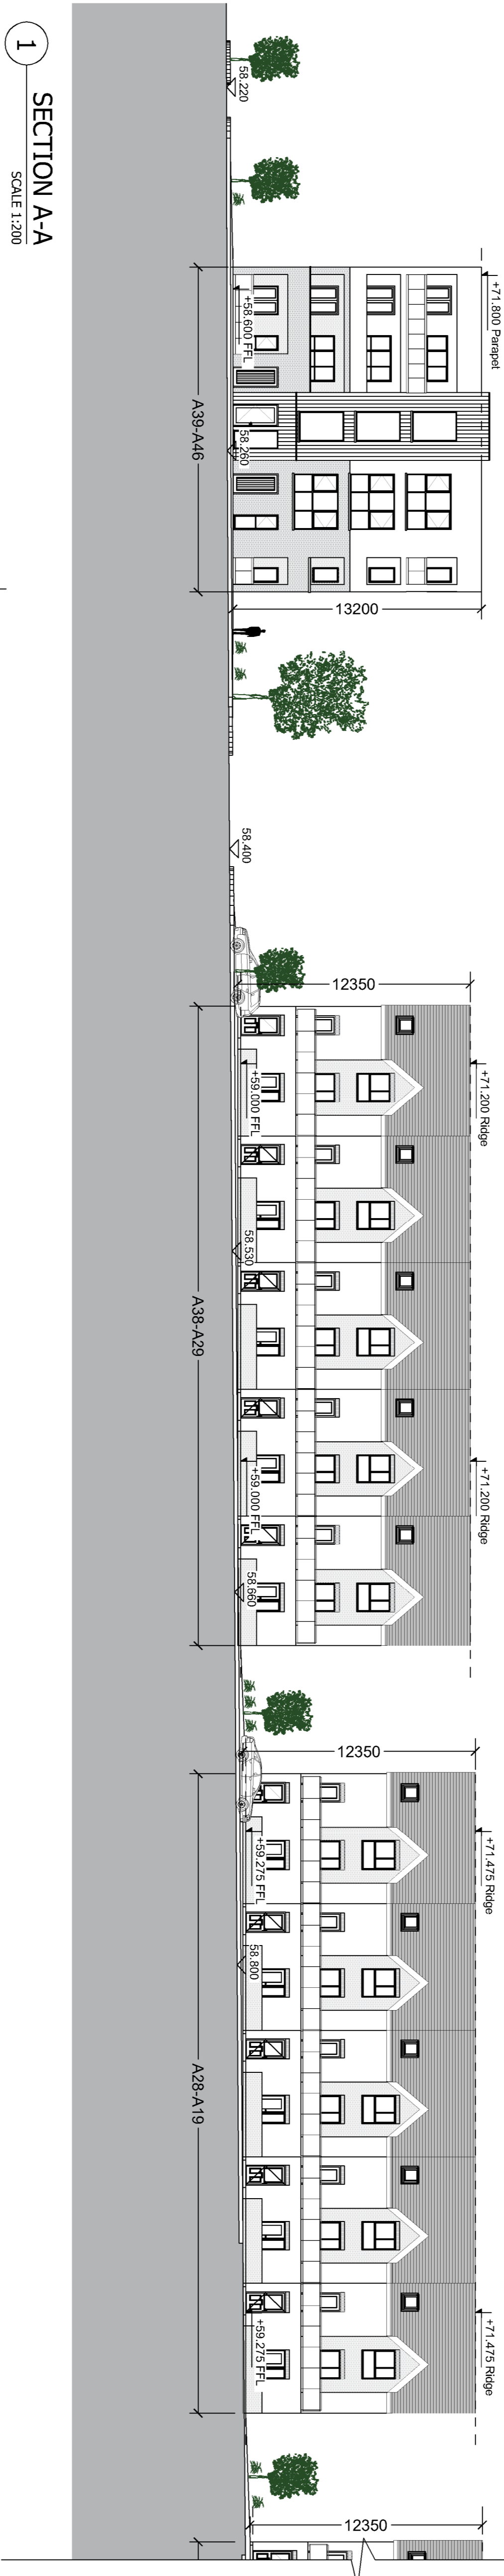 +71.800 Parapet
58.220
+58.600 FFL
58.260
A39-A46
13200
58.400
12350
+71.200 Ridge
+59.000 FFL
58.530
A38-A29
+71.200 Ridge
+59.000 FFL
58.660
12350
+71.475 Ridge
+59.275 FFL
58.800
A28-A19
+71.475 Ridge
+59.275 FFL
12350
1
SECTION A-A
SCALE 1:200